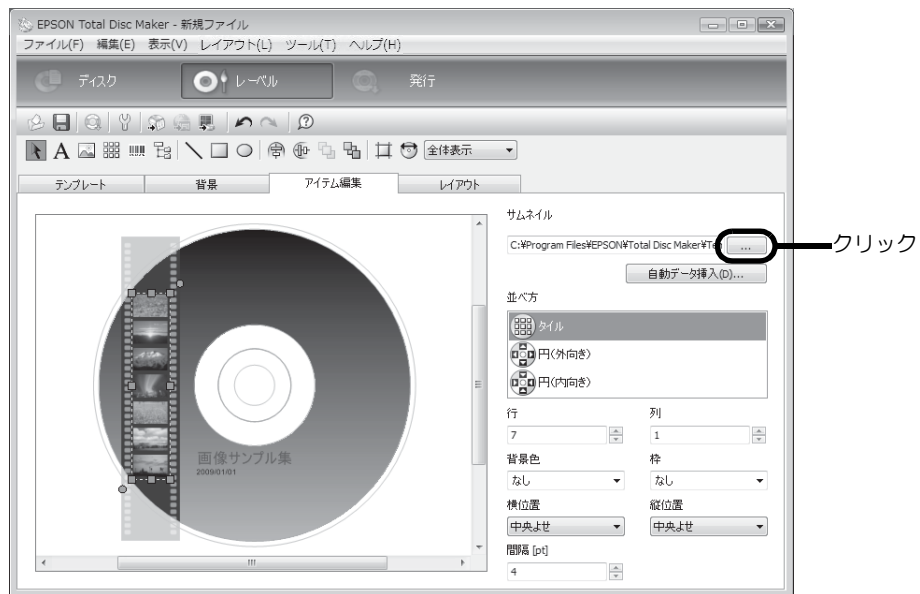 EPSON Total Disc Maker - 新規ファイル
ファイル(F) 編集(E) 表示(V) レイアウト(L) ツール(T) ヘルプ(H)
ディスク レーベル 発行
全体表示
テンプレート 背景 アイテム編集 レイアウト
サムネイル
C:¥Program Files¥EPSON¥Total Disc Maker¥Te
...
クリック
自動データ挿入(D)...
並べ方
タイル
円(外向き)
円(内向き)
行 列
7 1
背景色 枠
なし なし
横位置 縦位置
中央よせ 中央よせ
間隔 [pt]
4
画像サンプル集
2009/01/01